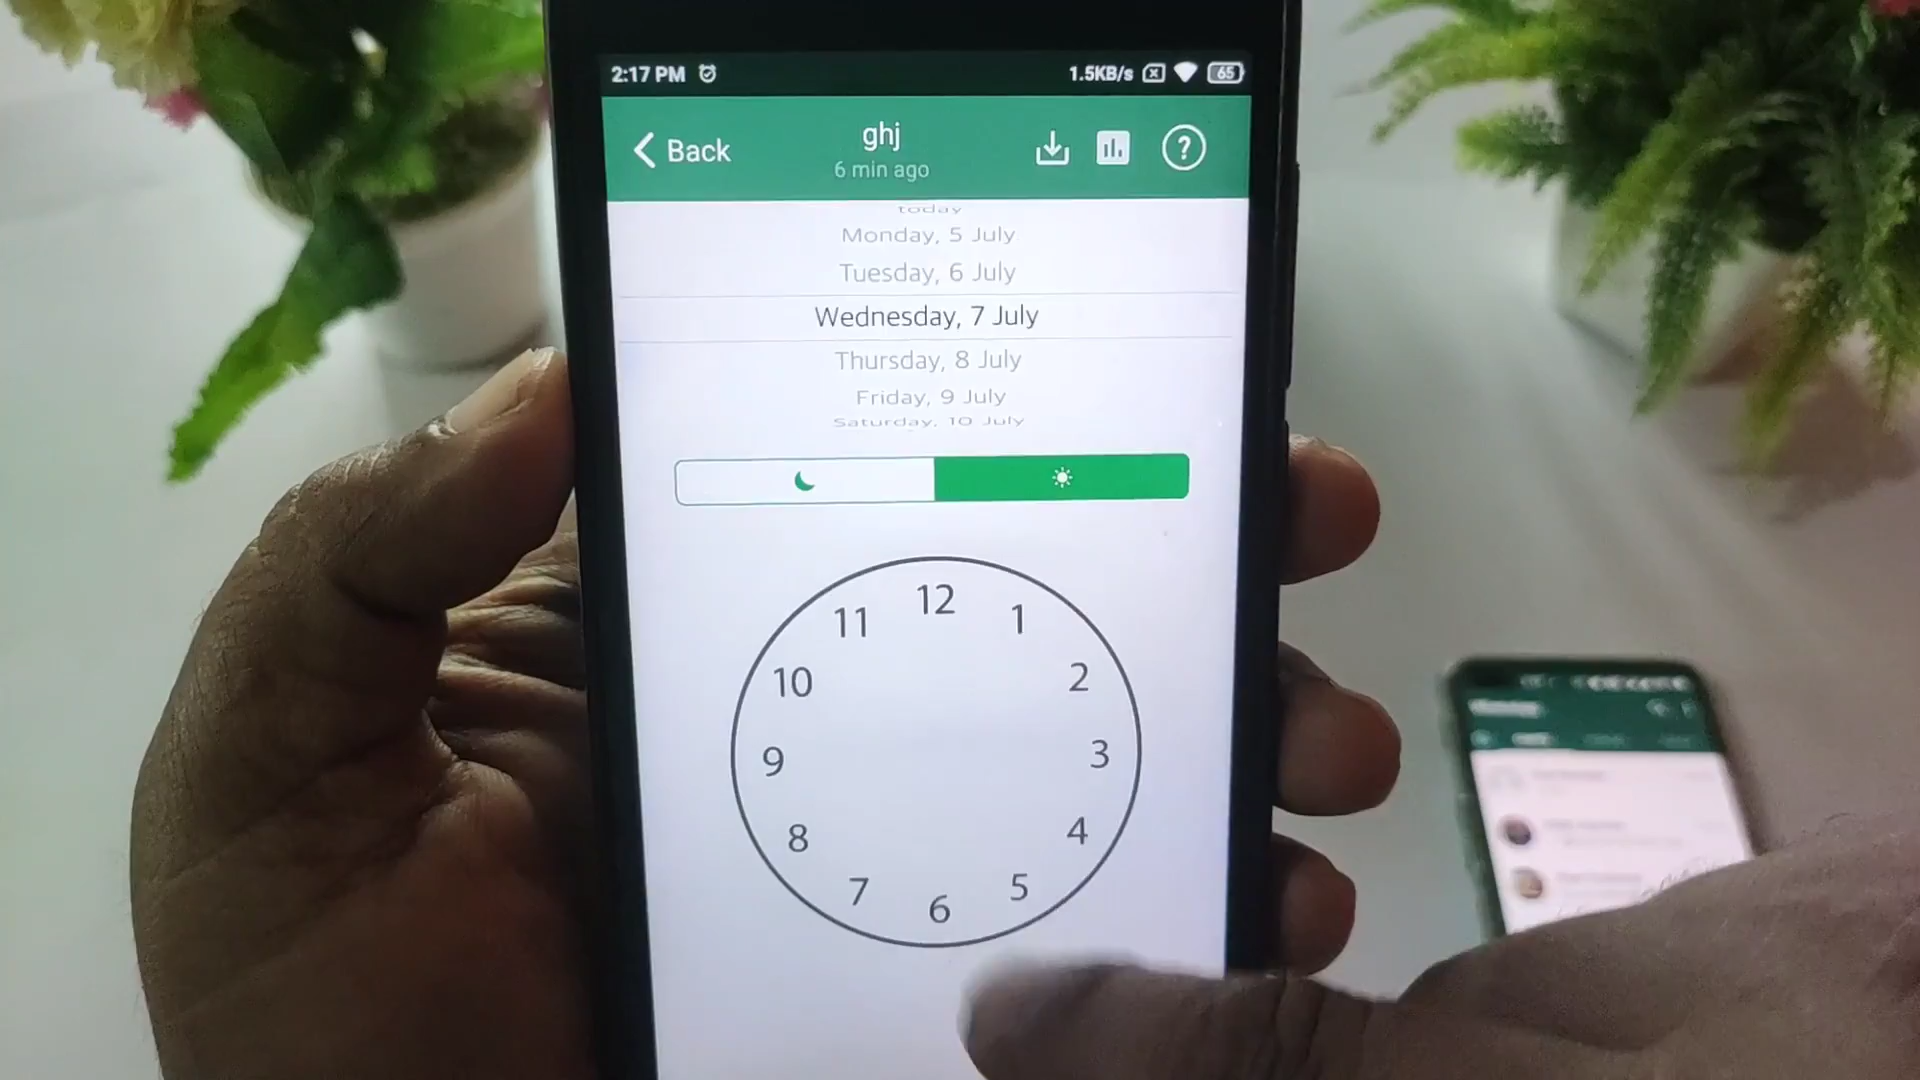 2:17 PM 1.5KB/s 65
Back
ghj
6 min ago
?
today
Monday, 5 July
Tuesday, 6 July
Wednesday, 7 July
Thursday, 8 July
Friday, 9 July
Saturday, 10 July
12
11 1
10 2
9 3
8 4
7 5
6